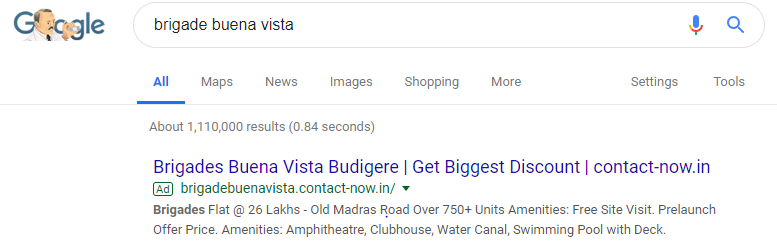 Google
brigade buena vista
All Maps News Images Shopping More Settings Tools
About 1,110,000 results (0.84 seconds)
Brigades Buena Vista Budigere | Get Biggest Discount | contact-now.in
Ad brigadebuenavista.contact-now.in/
Brigades Flat @ 26 Lakhs - Old Madras Road Over 750+ Units Amenities: Free Site Visit. Prelaunch
Offer Price. Amenities: Amphitheatre, Clubhouse, Water Canal, Swimming Pool with Deck.